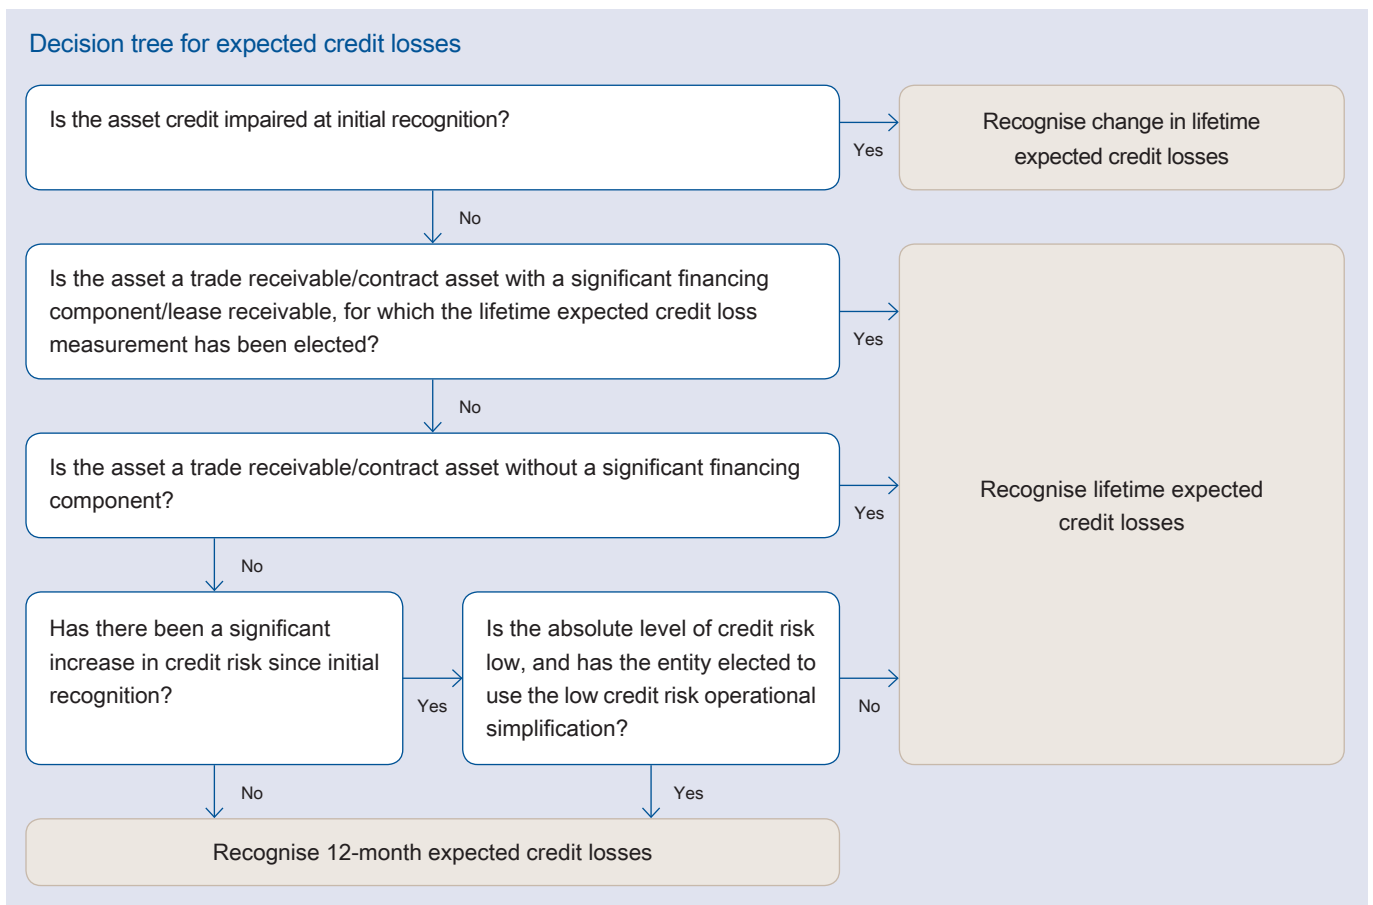 Decision tree for expected credit losses
Is the asset credit impaired at initial recognition?
Yes
Recognise change in lifetime
expected credit losses
No
Is the asset a trade receivable/contract asset with a significant financing
component/lease receivable, for which the lifetime expected credit loss
measurement has been elected?
Yes
No
Is the asset a trade receivable/contract asset without a significant financing
component?
Yes
Recognise lifetime expected
credit losses
No
Has there been a significant
increase in credit risk since initial
recognition?
Yes
Is the absolute level of credit risk
low, and has the entity elected to
use the low credit risk operational
simplification?
No
No
Yes
Recognise 12-month expected credit losses